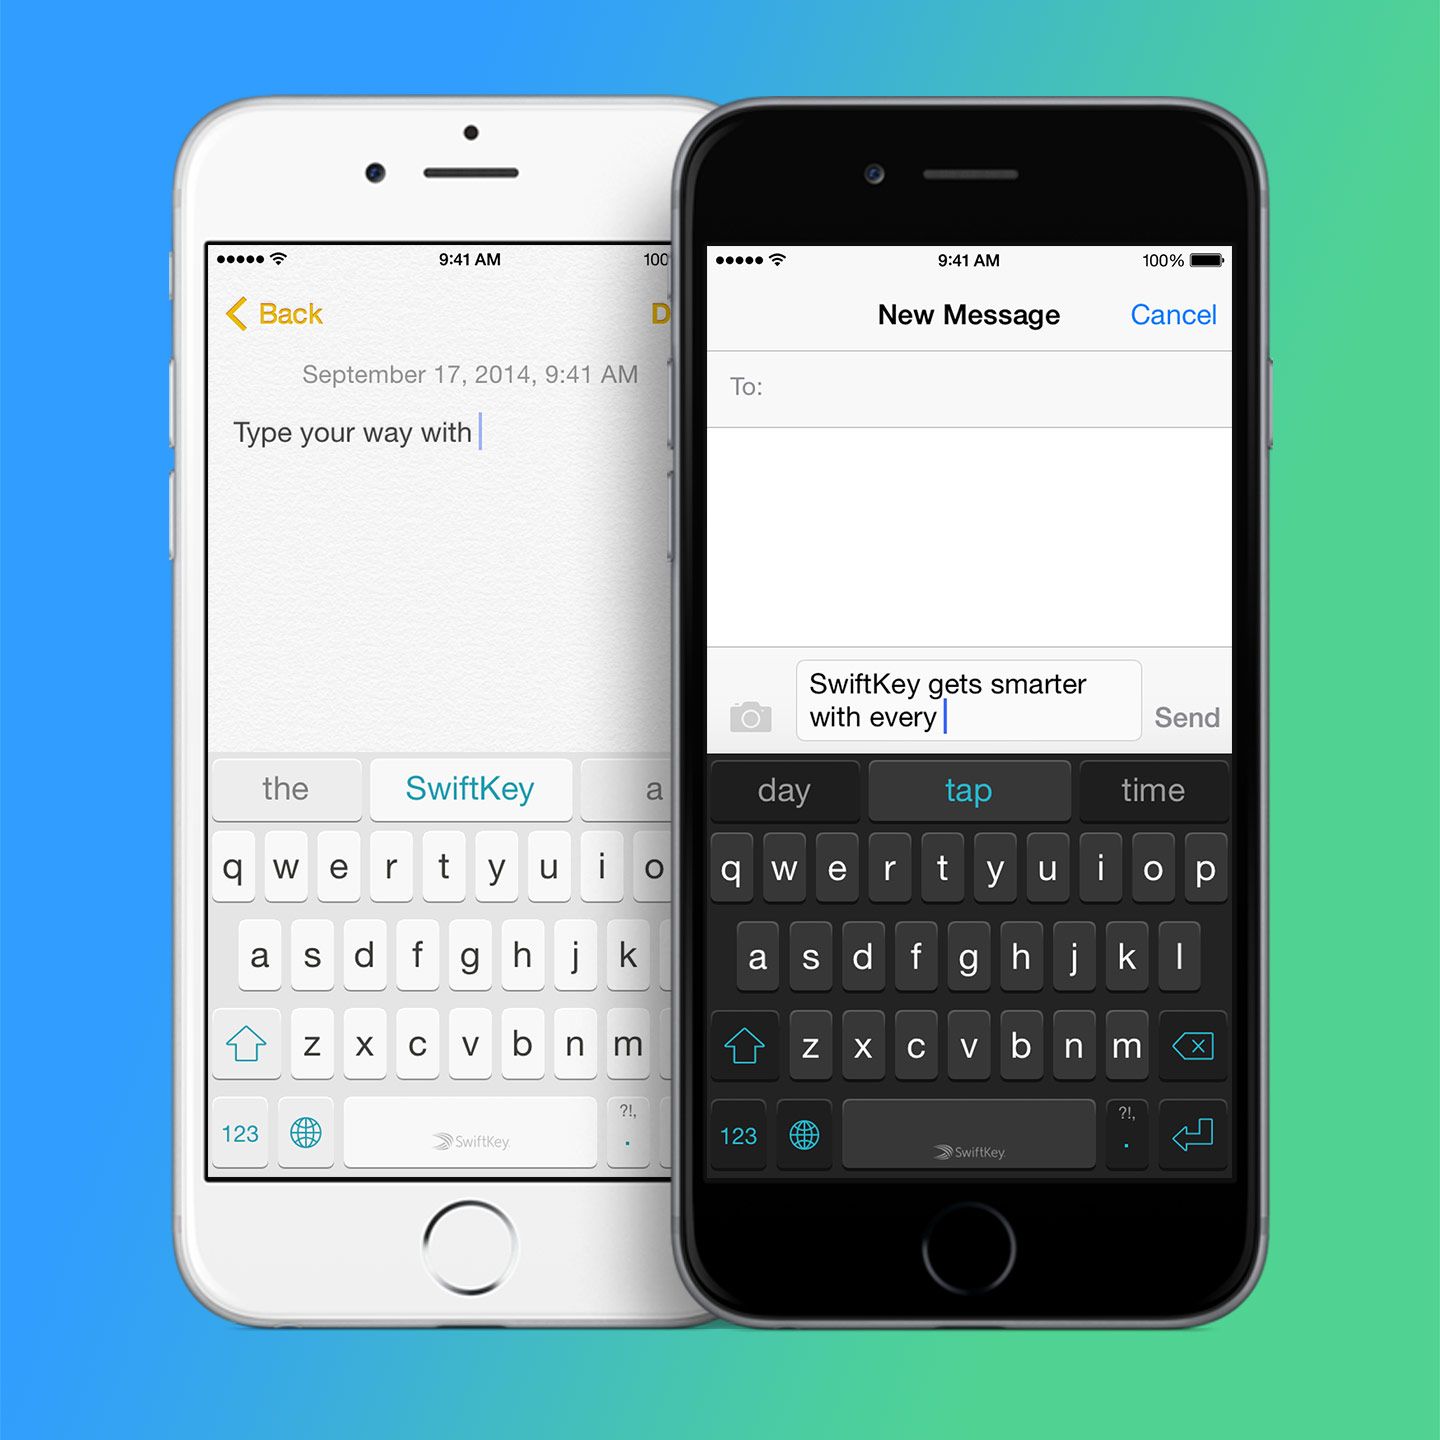 9:41 AM
100
Back
D
September 17, 2014, 9:41 AM
Type your way with
the SwiftKey a
q w e r t y u i o
a s d f g h j k
z x c v b n m
?!,
123 .
SwiftKey
9:41 AM 100%
New Message Cancel
To:
SwiftKey gets smarter
with every
Send
day tap time
q w e r t y u i o p
a s d f g h j k l
z x c v b n m
?!,
123 .
SwiftKey